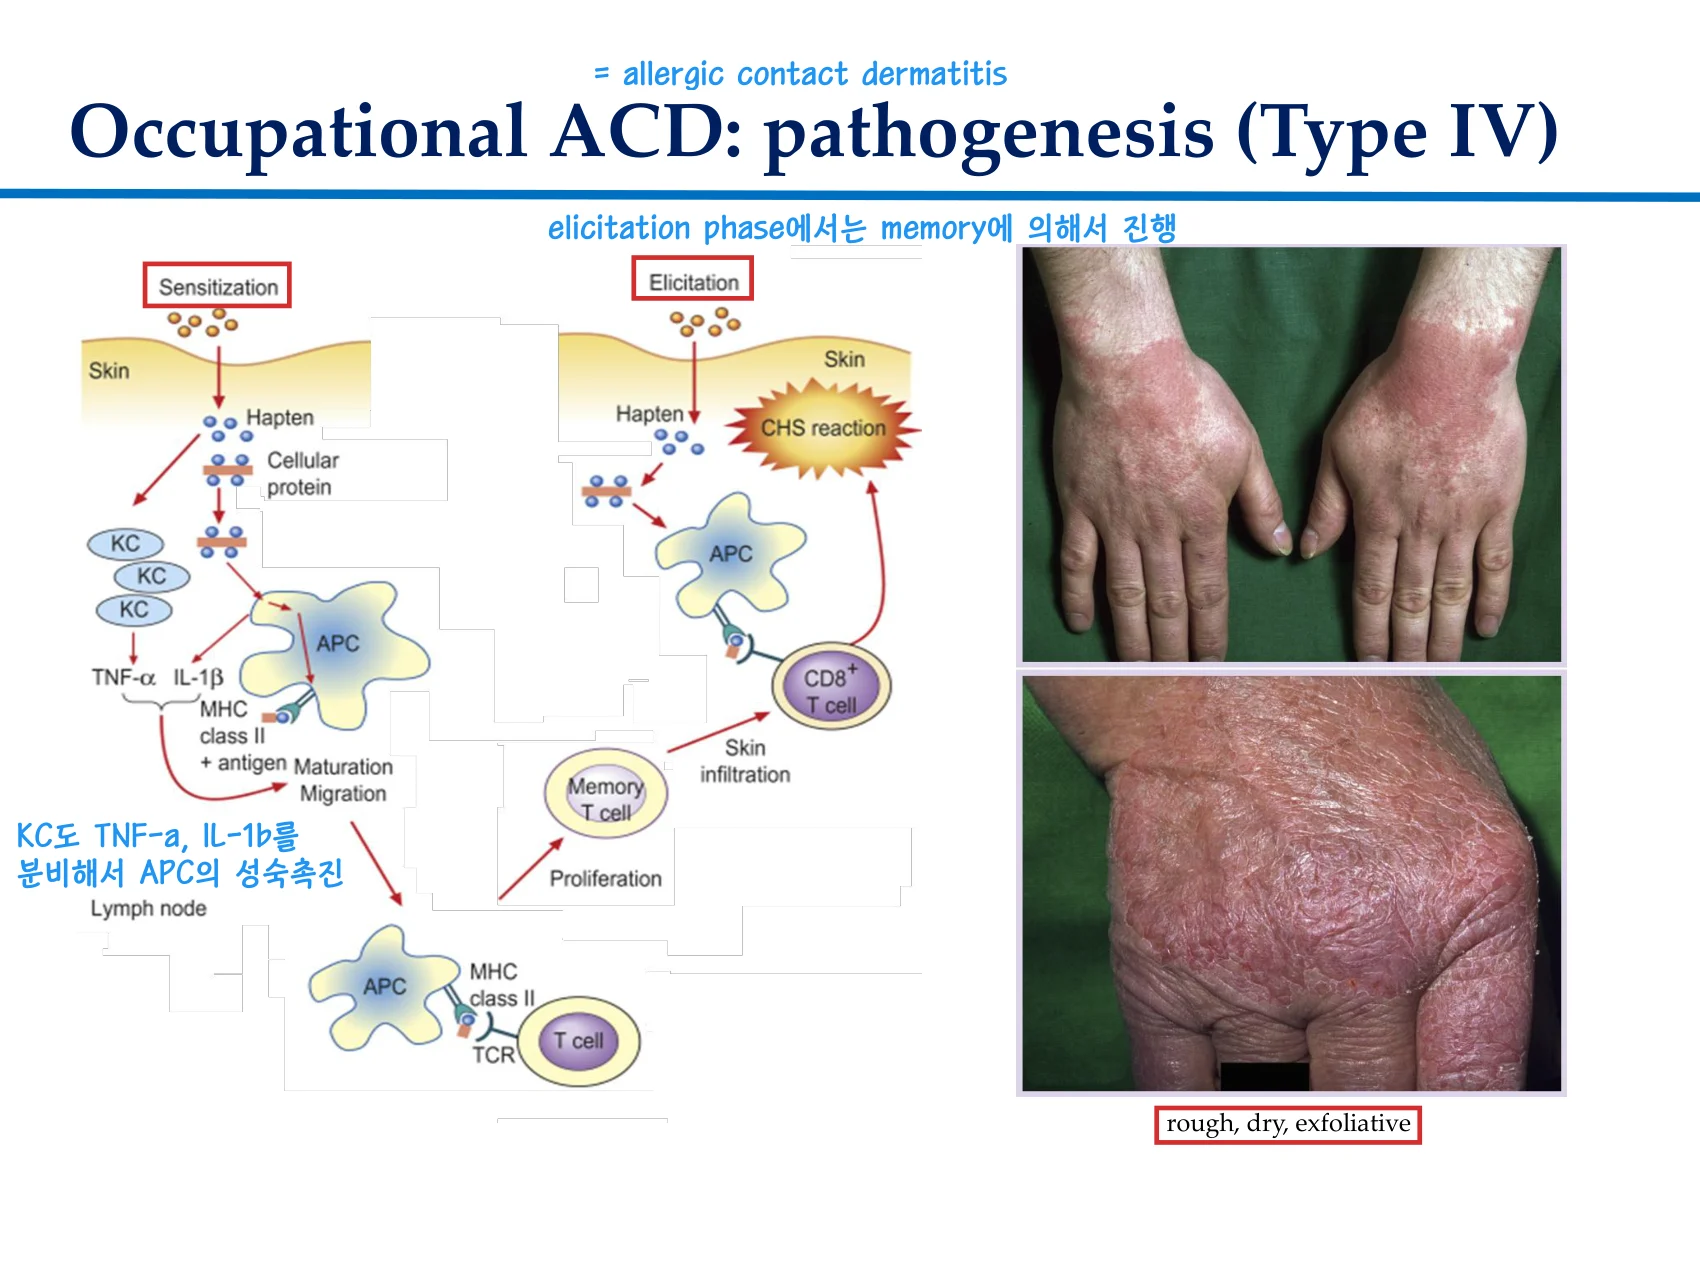 = allergic contact dermatitis
Occupational ACD: pathogenesis (Type IV)
elicitation phase에서는 memory에 의해서 진행
Sensitization
Skin
Hapten
Cellular
protein
KC
KC
KC
APC
TNF-α IL-1β
MHC
class II
+ antigen
Maturation
Migration
KC도 TNF-a, IL-1b를
분비해서 APC의 성숙촉진
Lymph node
APC
MHC
class II
TCR
T cell
Proliferation
Memory
T cell
Skin
infiltration
Elicitation
Skin
Hapten
CHS reaction
APC
CD8+
T cell
rough, dry, exfoliative